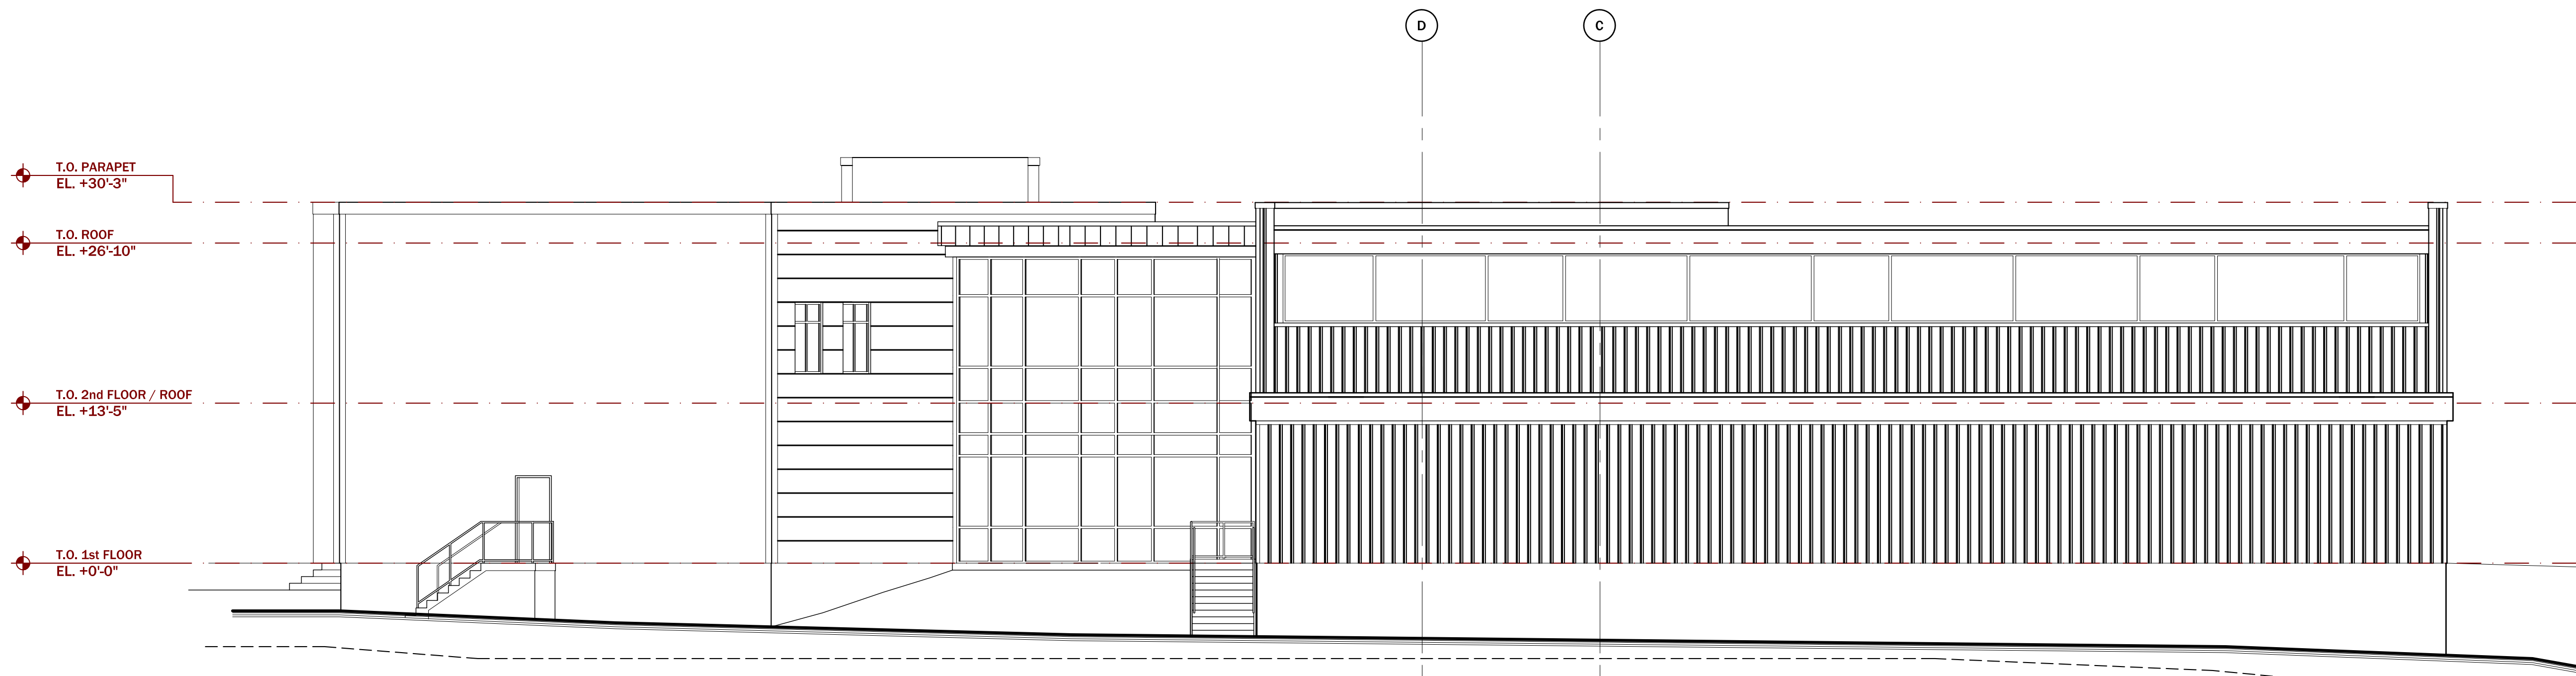 D
C
T.O. PARAPET
EL. +30'-3"
T.O. ROOF
EL. +26'-10"
T.O. 2nd FLOOR / ROOF
EL. +13'-5"
T.O. 1st FLOOR
EL. +0'-0"